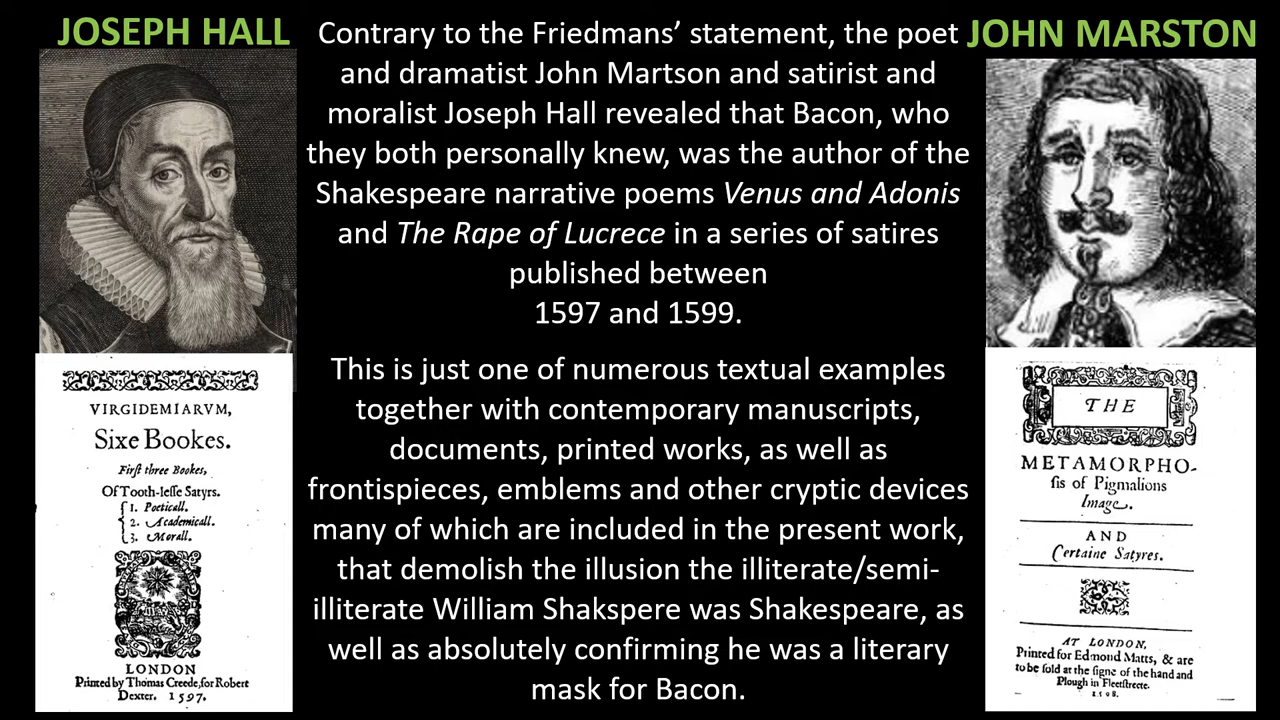 JOSEPH HALL
Contrary to the Friedmans’ statement, the poet
and dramatist John Martson and satirist and
moralist Joseph Hall revealed that Bacon, who
they both personally knew, was the author of the
Shakespeare narrative poems Venus and Adonis
and The Rape of Lucrece in a series of satires
published between
1597 and 1599.
This is just one of numerous textual examples
together with contemporary manuscripts,
documents, printed works, as well as
frontispieces, emblems and other cryptic devices
many of which are included in the present work,
that demolish the illusion the illiterate/semi-
illiterate William Shakspere was Shakespeare, as
well as absolutely confirming he was a literary
mask for Bacon.
JOHN MARSTON
VIRGIDEMIARVM,
Sixe Bookes.
Firſt three Bookes,
Of Tooth-leſſe Satyrs.
1. Poeticall.
2. Academicall.
3. Morall.
LONDON
Printed by Thomas Creede, for Robert
Dexter. 1597.
THE
METAMORPHO-
ſis of Pigmalions
Image.
AND
Certaine Satyres.
AT LONDON,
Printed for Edmond Matts, & are
to be ſold at the ſigne of the hand and
Plough in Fleetſtreete.
1598.